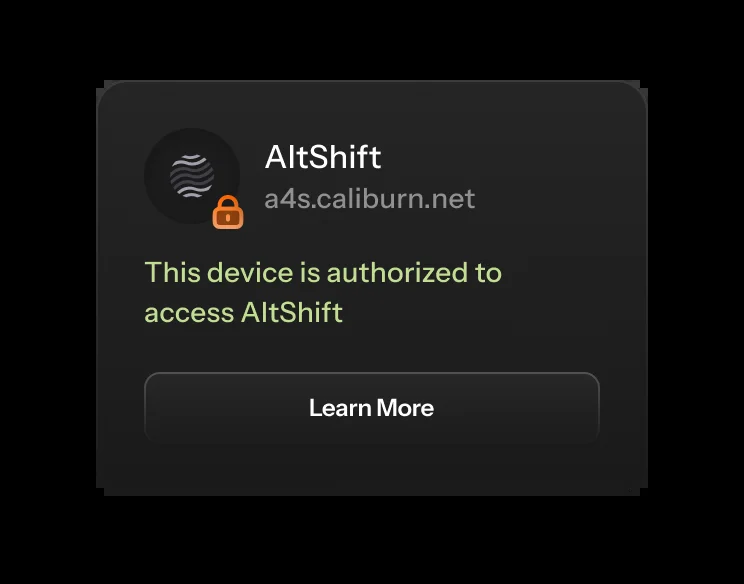 AltShift
a4s.caliburn.net
This device is authorized to
access AltShift
Learn More